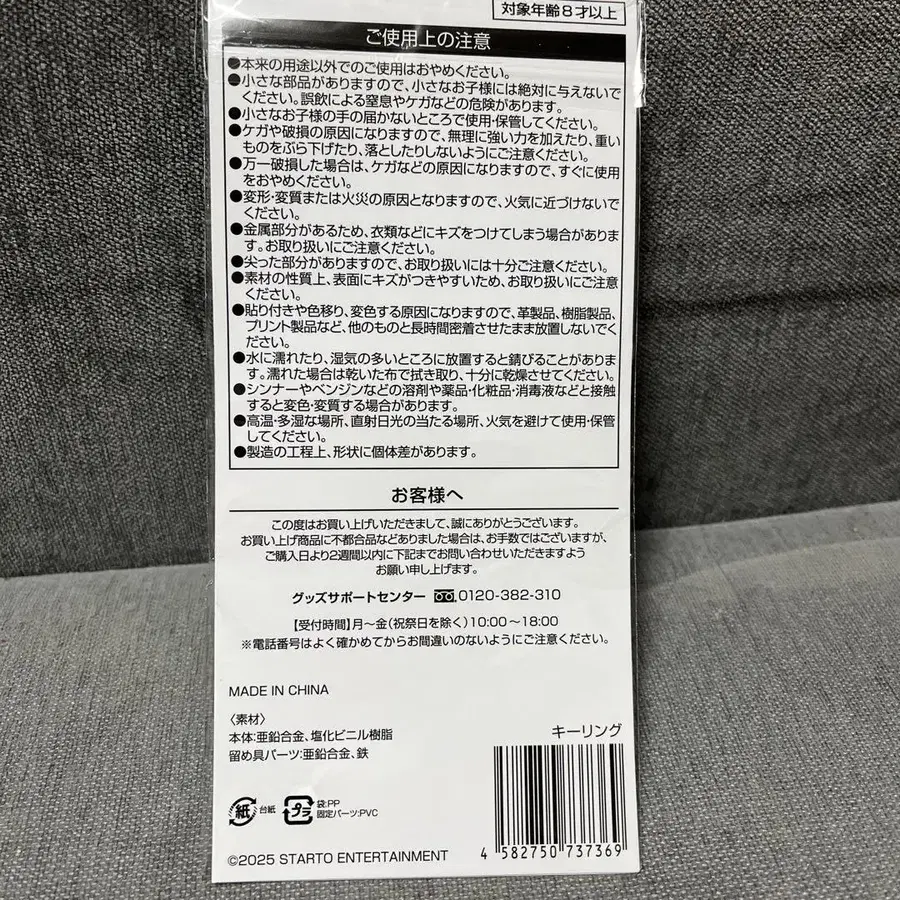 対象年齢8才以上
ご使用上の注意
●本来の用途以外でのご使用はおやめください。
●小さな部品がありますので、小さなお子様には絶対に与えないで
ください。誤飲による窒息やケガなどの危険があります。
●小さなお子様の手の届かないところで使用・保管してください。
●ケガや破損の原因になりますので、無理に強い力を加えたり、重い
ものをぶら下げたり、落としたりしないようにご注意ください。
●万一破損した場合は、ケガなどの原因になりますので、すぐに使用
をおやめください。
●変形・変質または火災の原因となりますので、火気に近づけないで
ください。
●金属部分があるため、衣類などにキズをつけてしまう場合がありま
す。お取り扱いにご注意ください。
●尖った部分がありますので、お取り扱いには十分ご注意ください。
●素材の性質上、表面にキズがつきやすいため、お取り扱いにご注意
ください。
●貼り付きや色移り、変色する原因になりますので、革製品、樹脂製品、
プリント製品など、他のものと長時間密着させたまま放置しないでく
ださい。
●水に濡れたり、湿気の多いところに放置すると錆びることがありま
す。濡れた場合は乾いた布で拭き取り、十分に乾燥させてください。
●シンナーやベンジンなどの溶剤や薬品・化粧品・消毒液などと接触
すると変色・変質する場合があります。
●高温・多湿な場所、直射日光の当たる場所、火気を避けて使用・保管
してください。
●製造の工程上、形状に個体差があります。
お客様へ
この度はお買い上げいただきまして、誠にありがとうございます。
お買い上げ商品に不都合品などありました場合は、お手数ではございますが、
ご購入日より2週間以内に下記までお問い合わせいただきますよう
お願い申し上げます。
グッズサポートセンター 0120-382-310
【受付時間】月〜金(祝祭日を除く)10:00〜18:00
※電話番号はよく確かめてからお間違いのないようにご注意ください。
MADE IN CHINA
〈素材〉
本体:亜鉛合金、塩化ビニル樹脂
留め具パーツ:亜鉛合金、鉄
キーリング
紙 台紙
プラ 袋:PP
固定パーツ:PVC
©2025 STARTO ENTERTAINMENT
4 582750 737369